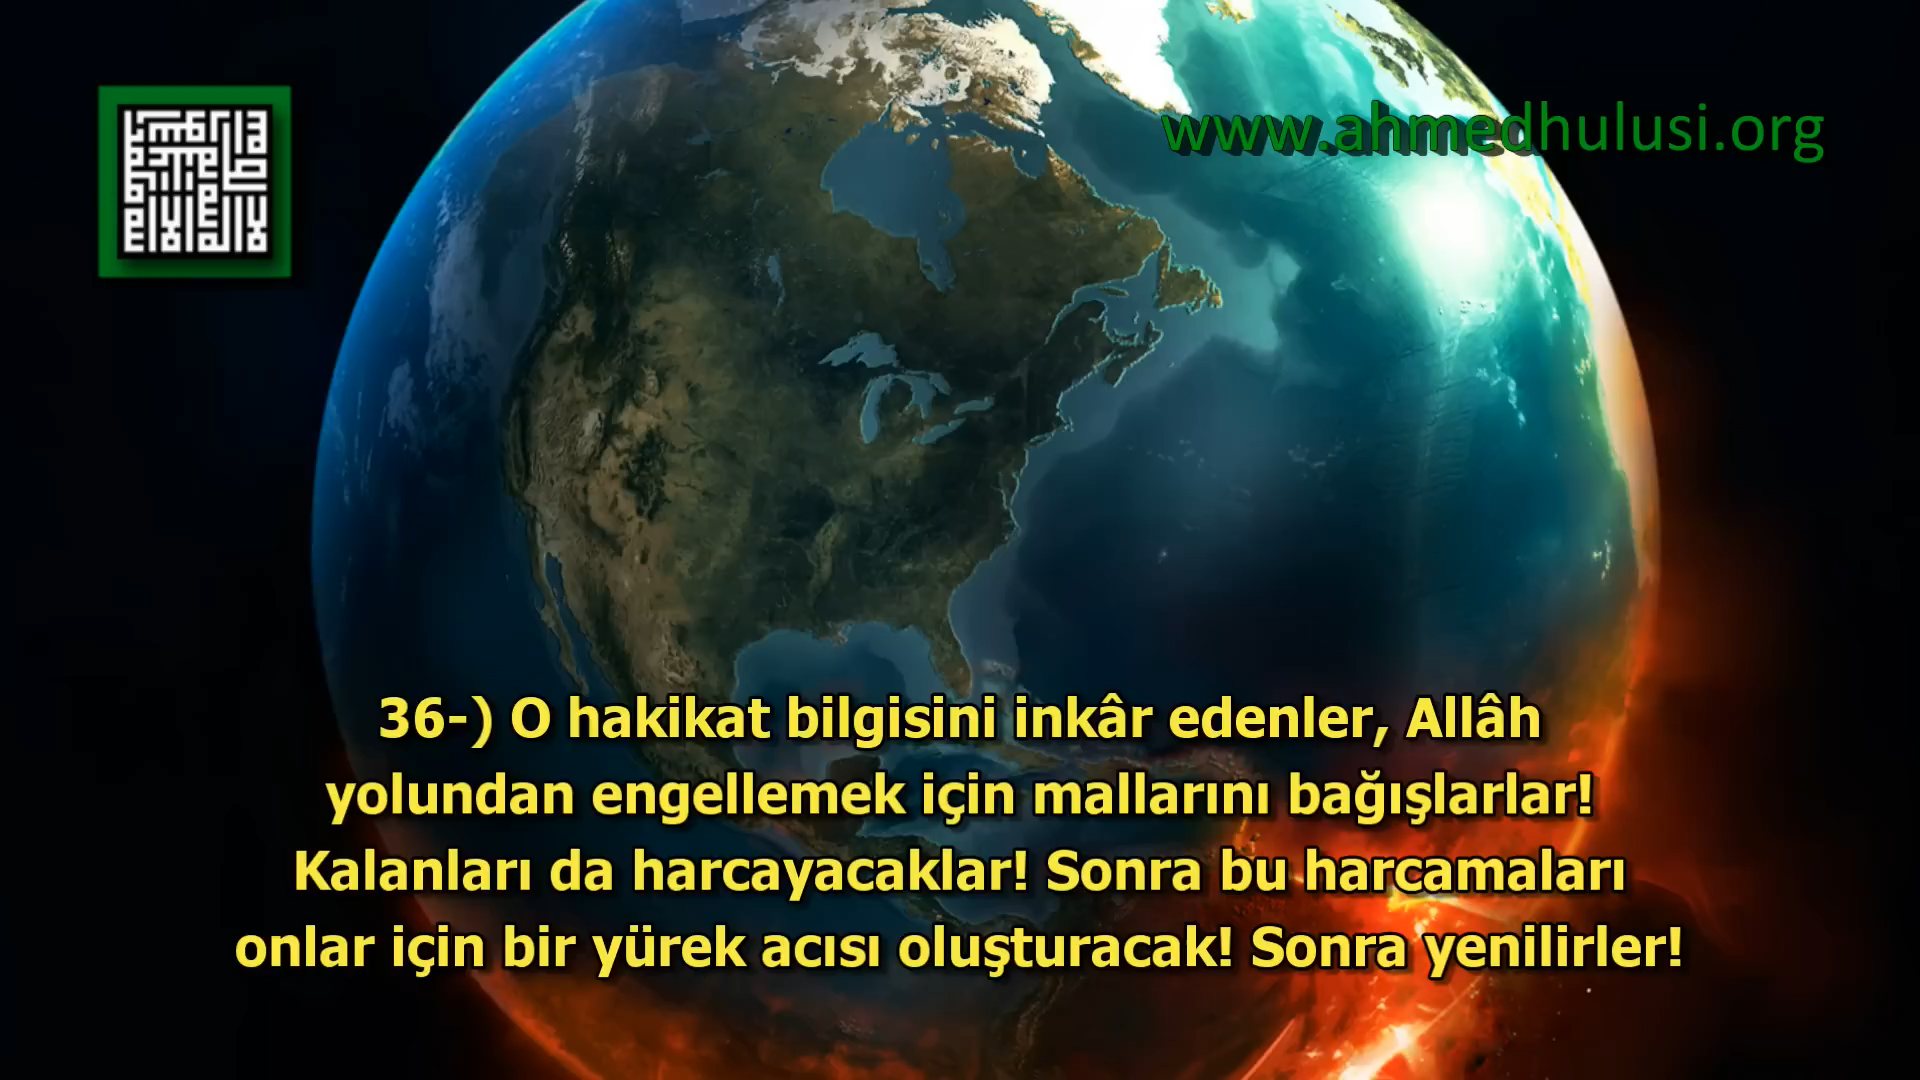 www.ahmedhulusi.org
36-) O hakikat bilgisini inkâr edenler, Allâh
yolundan engellemek için mallarını bağışlarlar!
Kalanları da harcayacaklar! Sonra bu harcamaları
onlar için bir yürek acısı oluşturacak! Sonra yenilirler!